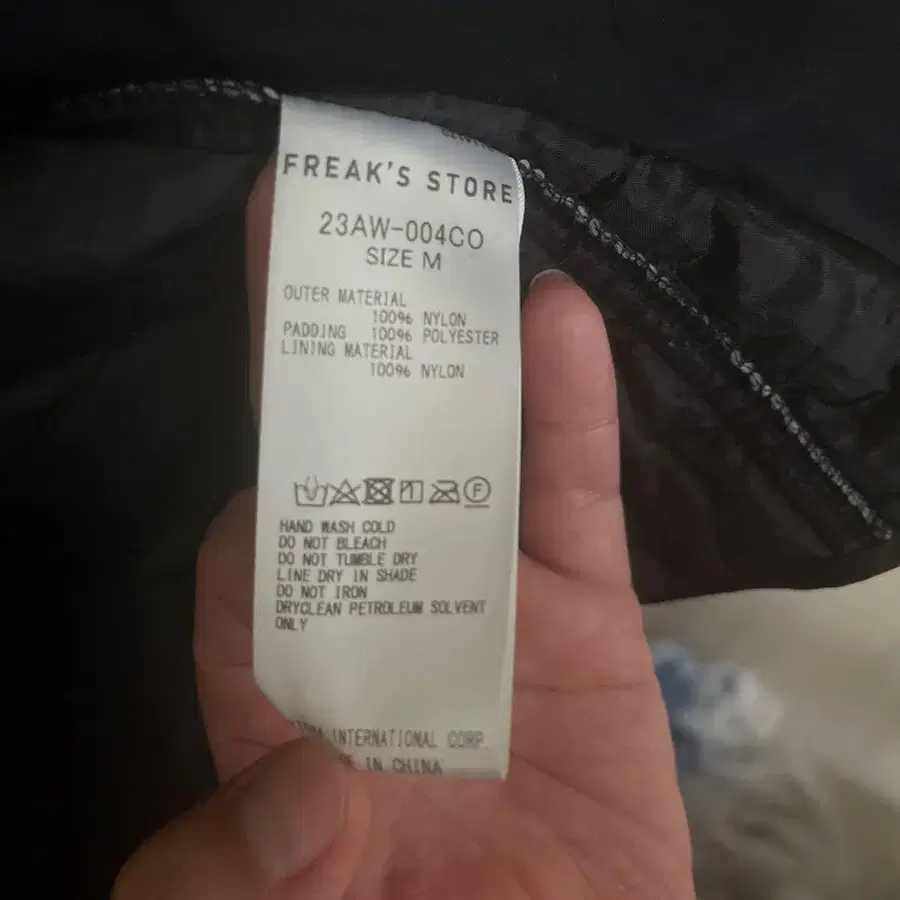 FREAK'S STORE
23AW-004CO
SIZE M
OUTER MATERIAL
100% NYLON
PADDING 100% POLYESTER
LINING MATERIAL
100% NYLON
F
HAND WASH COLD
DO NOT BLEACH
DO NOT TUMBLE DRY
LINE DRY IN SHADE
DO NOT IRON
DRYCLEAN PETROLEUM SOLVENT
ONLY
INTERNATIONAL CORP.
IN CHINA